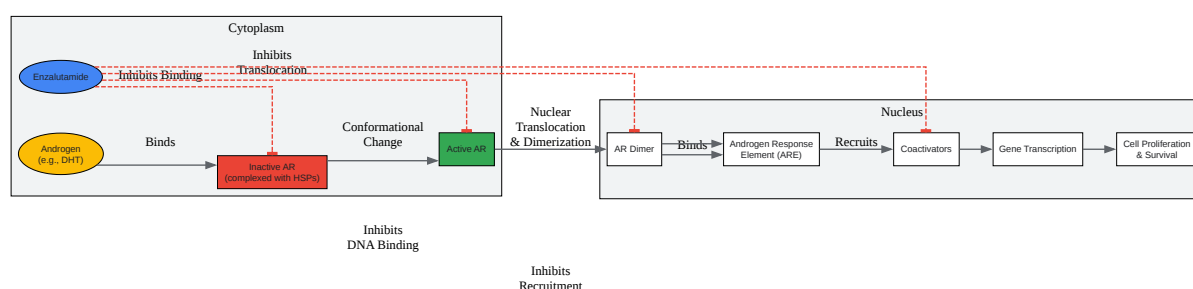 Cytoplasm
Inhibits
Translocation
Enzalutamide
Inhibits Binding
Androgen
(e.g., DHT)
Binds
Inactive AR
(complexed with HSPs)
Conformational
Change
Active AR
Nuclear
Translocation
& Dimerization
Nucleus
AR Dimer
Binds
Androgen Response
Element (ARE)
Recruits
Coactivators
Gene Transcription
Cell Proliferation
& Survival
Inhibits
DNA Binding
Inhibits
Recruitment